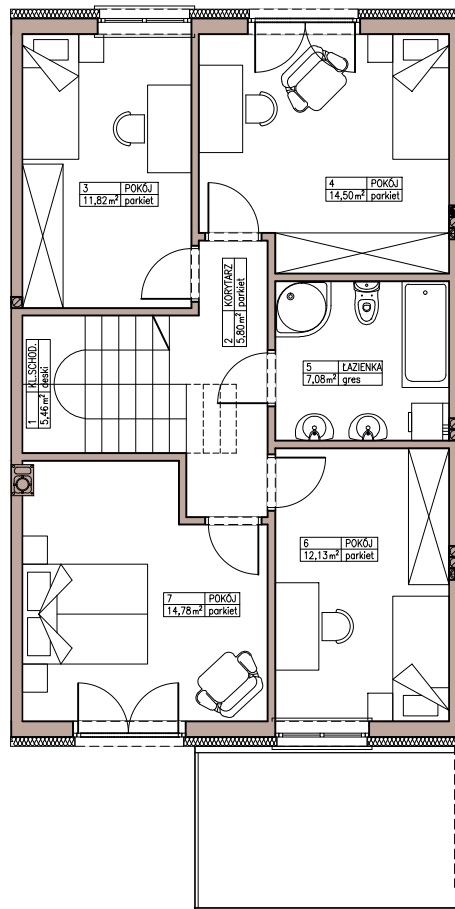 3 POKÓJ
11,82 m² parkiet
4 POKÓJ
14,50 m² parkiet
2 KORYTARZ
5,80 m² parkiet
1 KL.SCHOD.
5,46 m² deski
5 ŁAZIENKA
7,08 m² gres
6 POKÓJ
12,13 m² parkiet
7 POKÓJ
14,78 m² parkiet